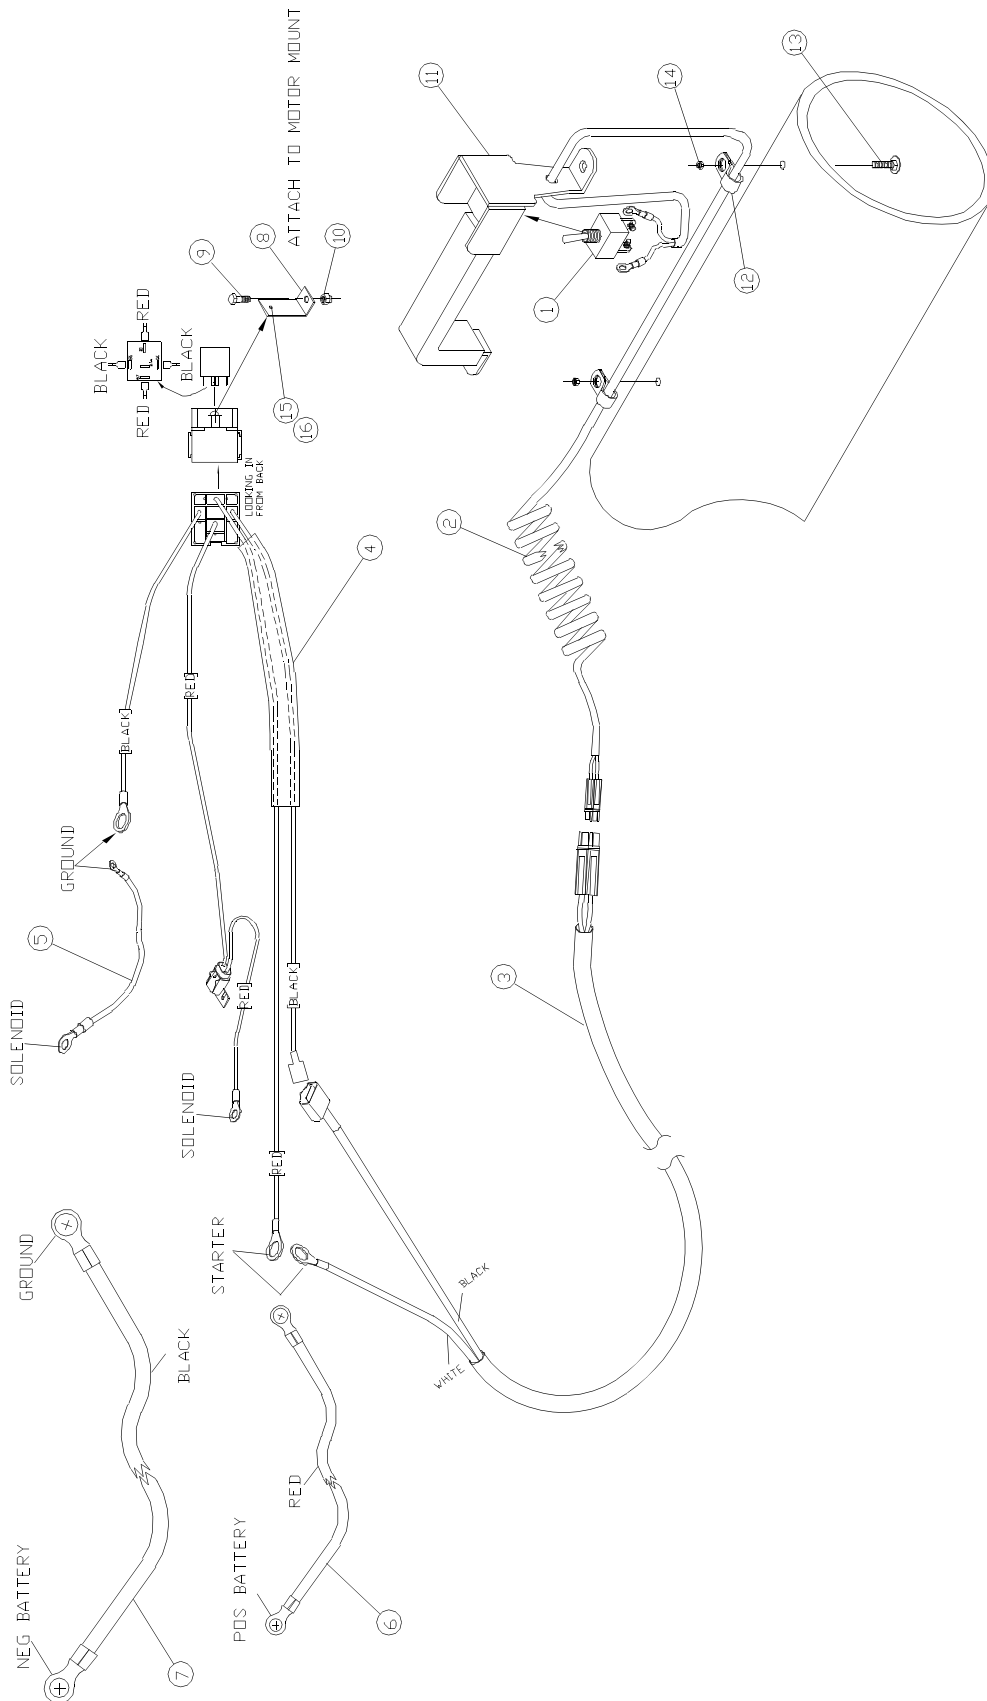 NEG BATTERY
7
BLACK
GROUND
POS BATTERY
6
RED
STARTER
WHITE
BLACK
SOLENOID
5
GROUND
BLACK
SOLENOID
RED
RED
RED
BLACK
4
LOOKING IN
FROM BACK
RED
BLACK
BLACK
RED
9
8
10
15
16
ATTACH TO MOTOR MOUNT
3
2
1
11
12
14
13